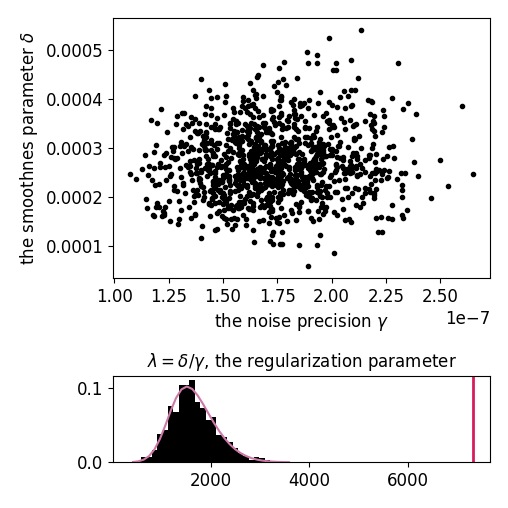 the smoothnes parameter δ
0.0005
0.0004
0.0003
0.0002
0.0001
1.00 1.25 1.50 1.75 2.00 2.25 2.50
the noise precision γ
1e−7
λ = δ/γ, the regularization parameter
0.1
0.0
2000 4000 6000